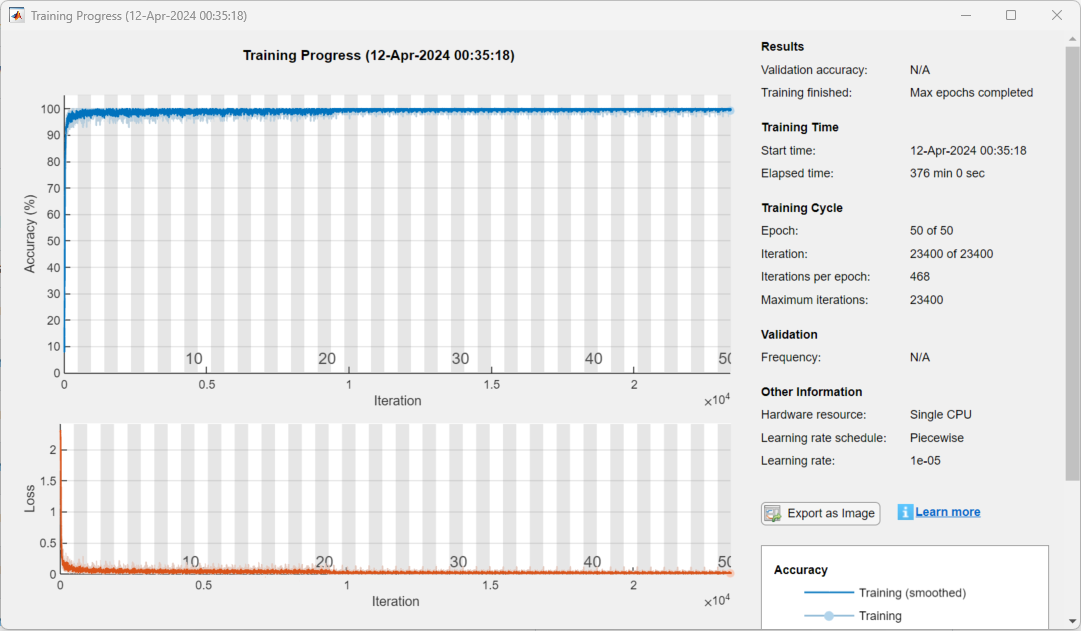 Training Progress (12-Apr-2024 00:35:18)
Training Progress (12-Apr-2024 00:35:18)
100
90
80
70
60
50
40
30
20
10
0
Accuracy (%)
10 20 30 40 50
0 0.5 1 1.5 2
Iteration
×10⁴
2
1.5
1
0.5
0
Loss
10 20 30 40 50
0 0.5 1 1.5 2
Iteration
×10⁴
Results
Validation accuracy: N/A
Training finished: Max epochs completed
Training Time
Start time: 12-Apr-2024 00:35:18
Elapsed time: 376 min 0 sec
Training Cycle
Epoch: 50 of 50
Iteration: 23400 of 23400
Iterations per epoch: 468
Maximum iterations: 23400
Validation
Frequency: N/A
Other Information
Hardware resource: Single CPU
Learning rate schedule: Piecewise
Learning rate: 1e-05
Export as Image
i Learn more
Accuracy
Training (smoothed)
Training